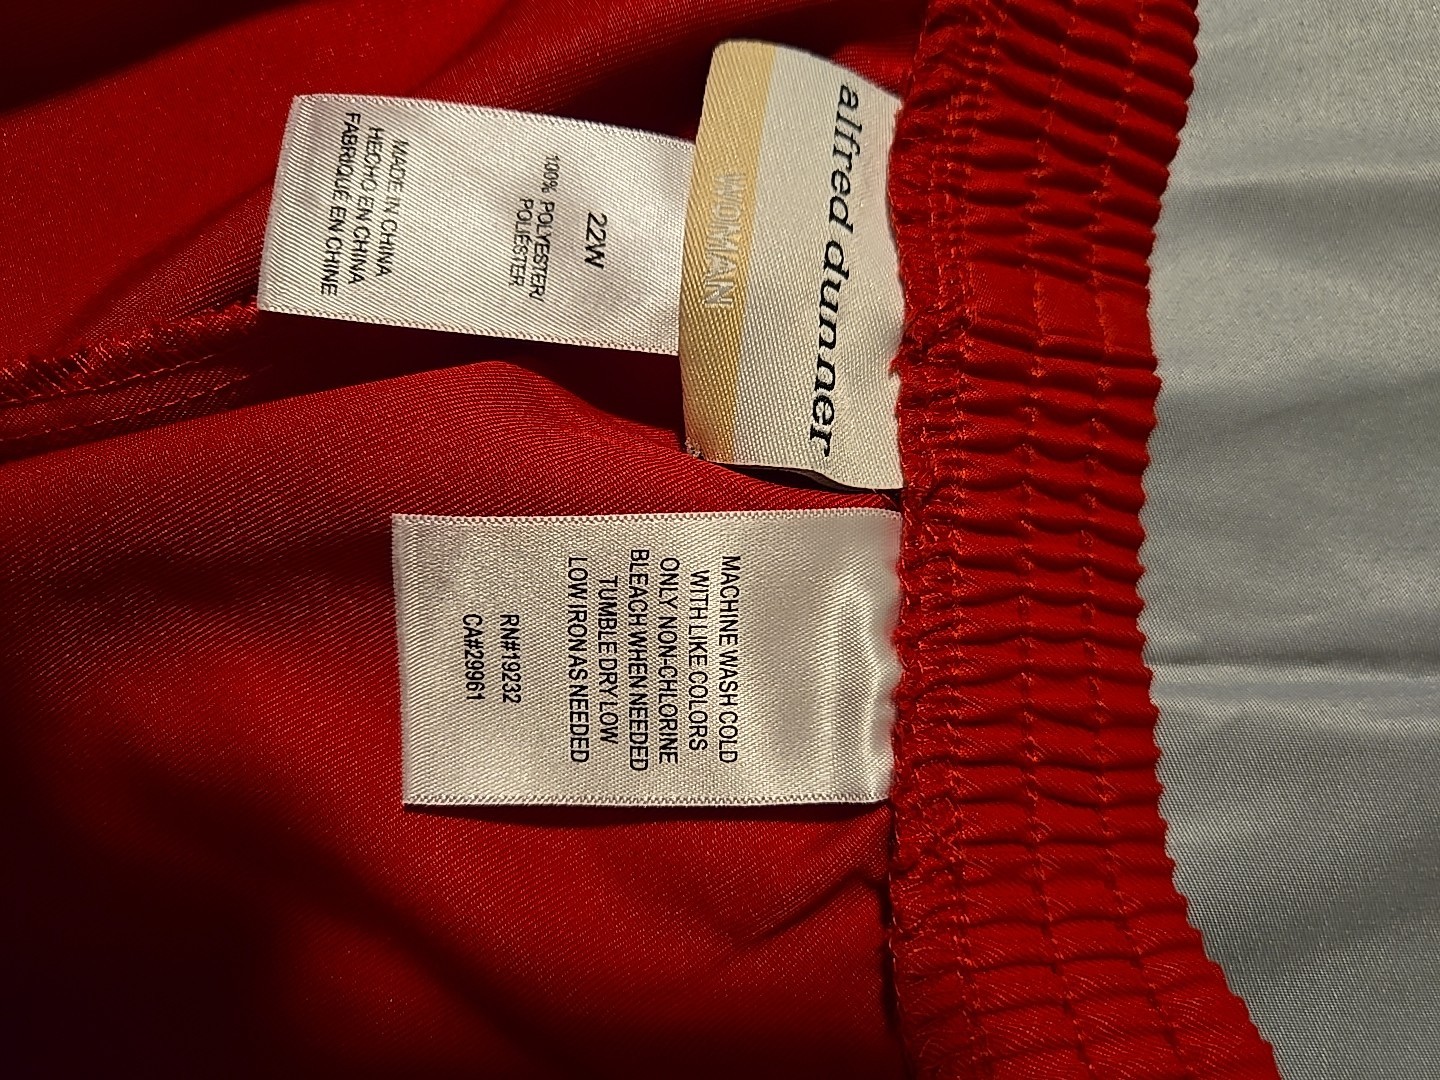 alfred dunner
WOMAN
22W
100% POLYESTER/
POLIESTER
MADE IN CHINA
HECHO EN CHINA
FABRIQUÉ EN CHINE
MACHINE WASH COLD
WITH LIKE COLORS
ONLY NON-CHLORINE
BLEACH WHEN NEEDED
TUMBLE DRY LOW
LOW IRON AS NEEDED
RN#19232
CA#29961